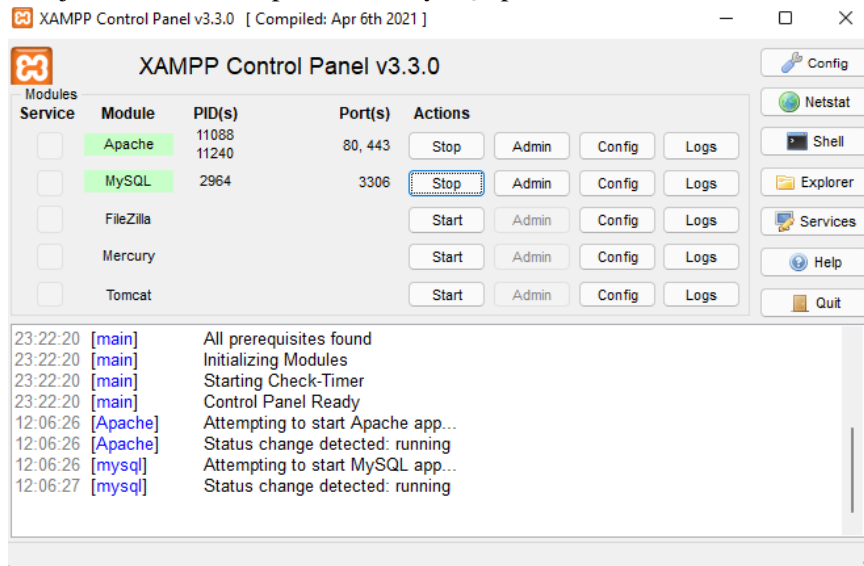 XAMPP Control Panel v3.3.0 [ Compiled: Apr 6th 2021 ]
XAMPP Control Panel v3.3.0
Config
Modules
Service Module PID(s) Port(s) Actions
Netstat
Apache 11088 11240 80, 443 Stop Admin Config Logs
Shell
MySQL 2964 3306 Stop Admin Config Logs
Explorer
FileZilla Start Admin Config Logs
Services
Mercury Start Admin Config Logs
Help
Tomcat Start Admin Config Logs
Quit
23:22:20 [main] All prerequisites found
23:22:20 [main] Initializing Modules
23:22:20 [main] Starting Check-Timer
23:22:20 [main] Control Panel Ready
12:06:26 [Apache] Attempting to start Apache app...
12:06:26 [Apache] Status change detected: running
12:06:26 [mysql] Attempting to start MySQL app...
12:06:27 [mysql] Status change detected: running